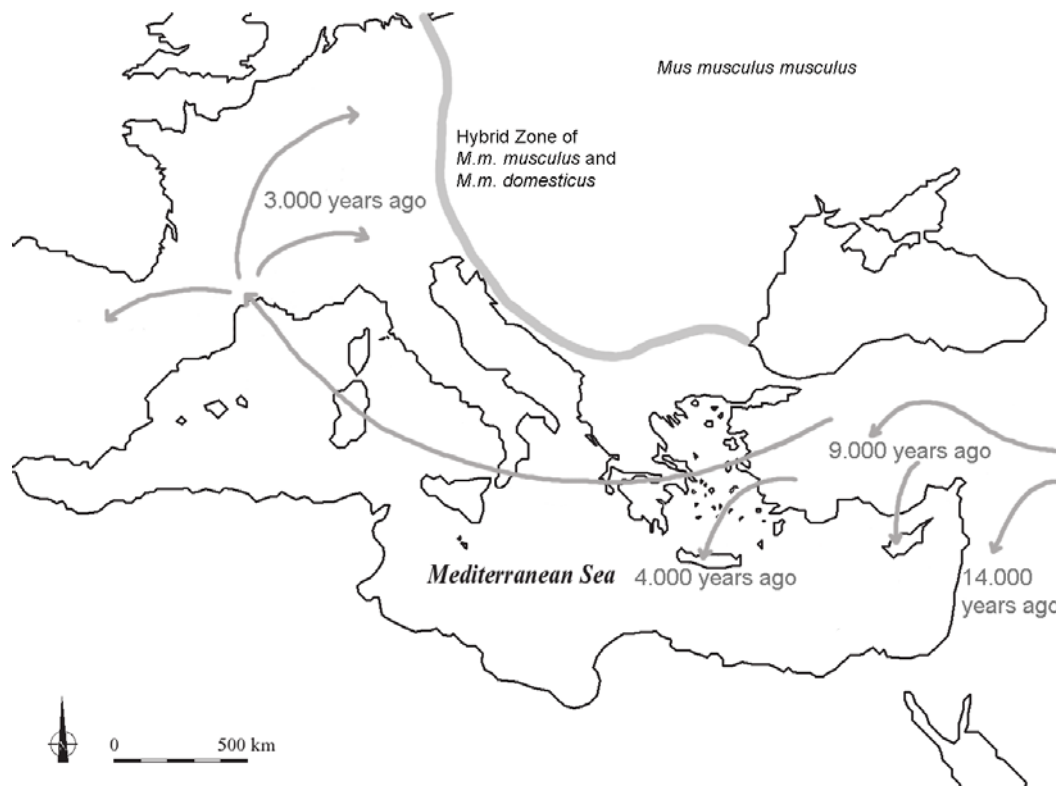 Mus musculus musculus
Hybrid Zone of
M.m. musculus and
M.m. domesticus
3.000 years ago
9.000 years ago
Mediterranean Sea
4.000 years ago
14.000
years ago
0 500 km